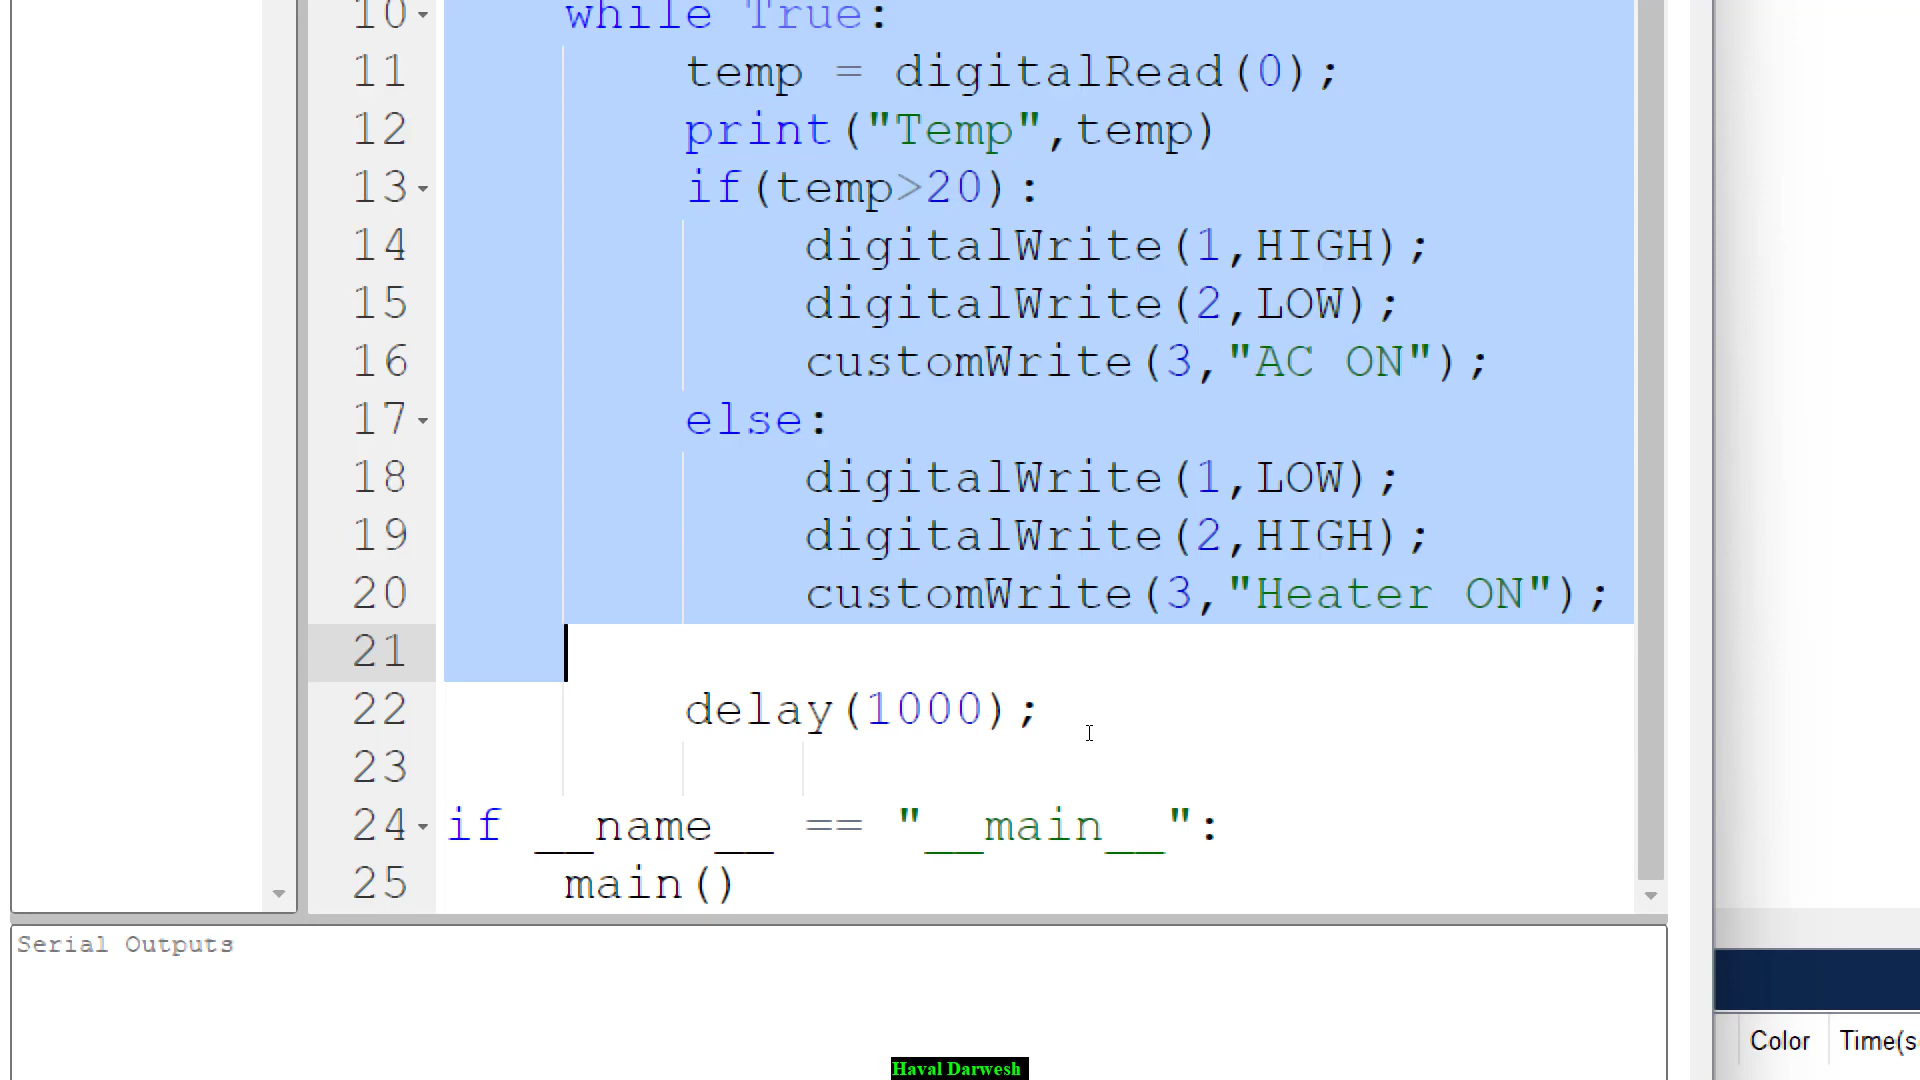 10 while True:
11 temp = digitalRead(0);
12 print("Temp",temp)
13 if(temp>20):
14 digitalWrite(1,HIGH);
15 digitalWrite(2,LOW);
16 customWrite(3,"AC ON");
17 else:
18 digitalWrite(1,LOW);
19 digitalWrite(2,HIGH);
20 customWrite(3,"Heater ON");
21
22 delay(1000);
23
24 if __name__ == "__main__":
25 main()
Serial Outputs
Color Time(s
Haval Darwesh